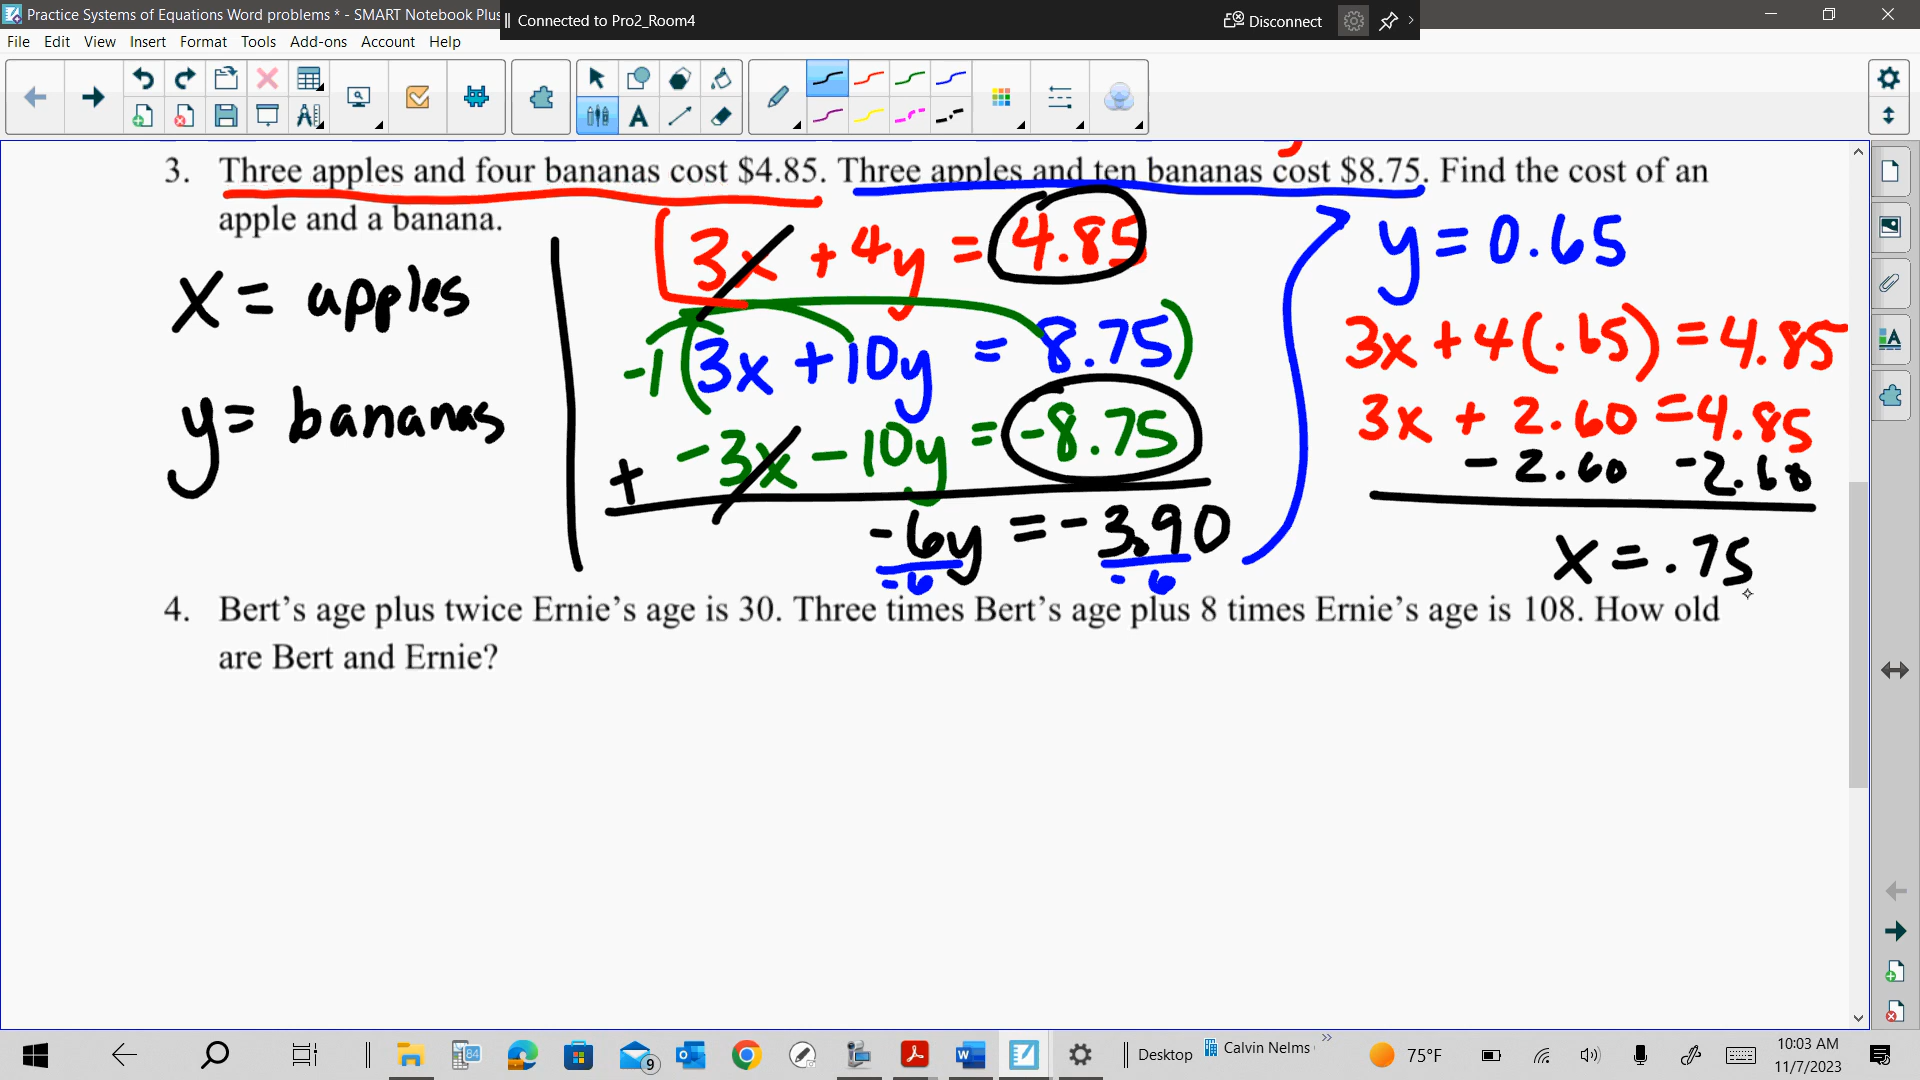 Practice Systems of Equations Word problems * - SMART Notebook Plus
Connected to Pro2_Room4
Disconnect
File Edit View Insert Format Tools Add-ons Account Help
3. Three apples and four bananas cost $4.85. Three apples and ten bananas cost $8.75. Find the cost of an
apple and a banana.
x = apples
y = bananas
3x + 4y = 4.85
-1(3x + 10y = 8.75)
+ -3x - 10y = -8.75
-6y = -3.90
-6 -6
y = 0.65
3x + 4(.65) = 4.85
3x + 2.60 = 4.85
- 2.60 - 2.60
x = .75
4. Bert's age plus twice Ernie's age is 30. Three times Bert's age plus 8 times Ernie's age is 108. How old
are Bert and Ernie?
84
9
Desktop
Calvin Nelms
75°F
10:03 AM
11/7/2023